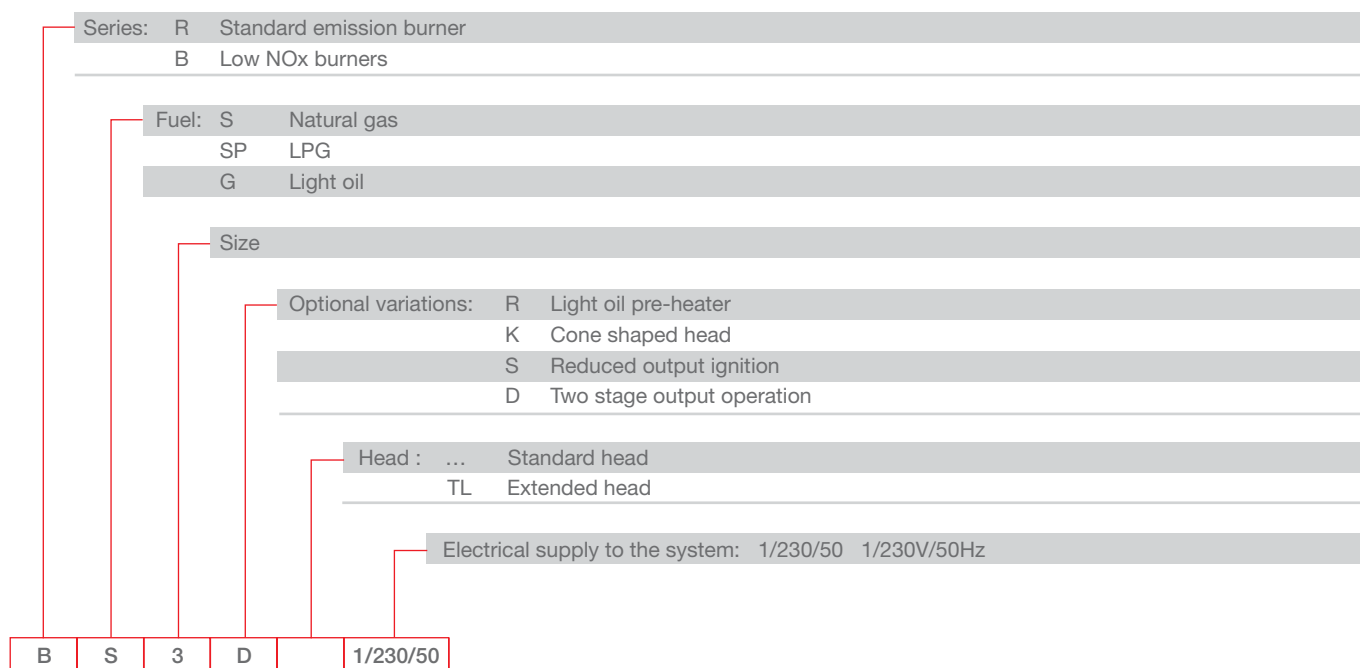 Series: R Standard emission burner
B Low NOx burners
Fuel: S Natural gas
SP LPG
G Light oil
Size
Optional variations: R Light oil pre-heater
K Cone shaped head
S Reduced output ignition
D Two stage output operation
Head : … Standard head
TL Extended head
Electrical supply to the system: 1/230/50 1/230V/50Hz
B S 3 D 1/230/50